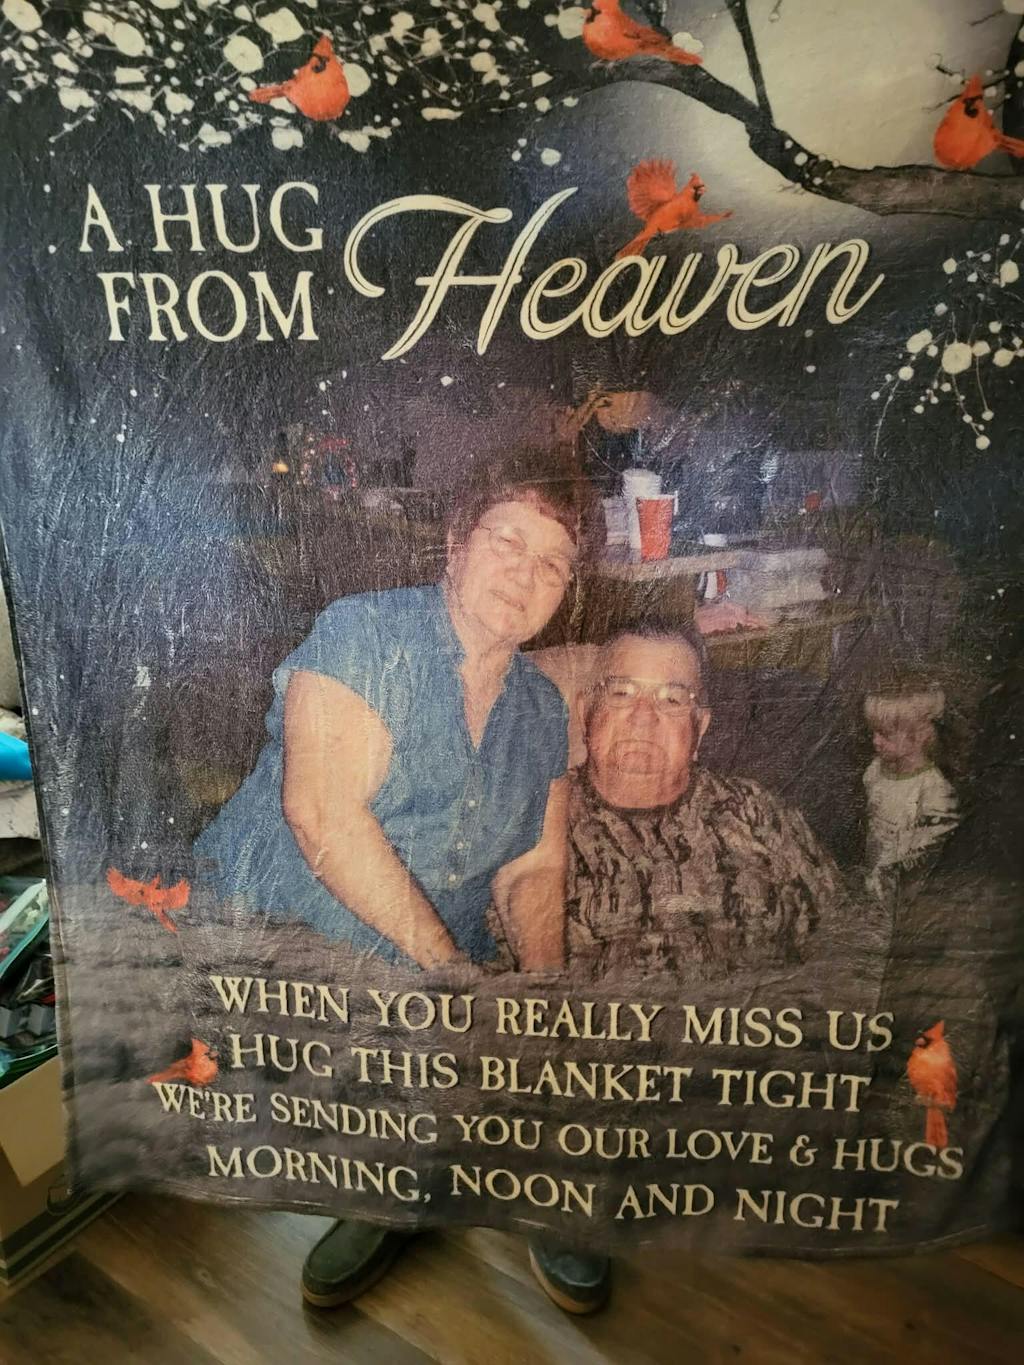 A HUG
FROM Heaven
WHEN YOU REALLY MISS US
HUG THIS BLANKET TIGHT
WE'RE SENDING YOU OUR LOVE & HUGS
MORNING, NOON AND NIGHT